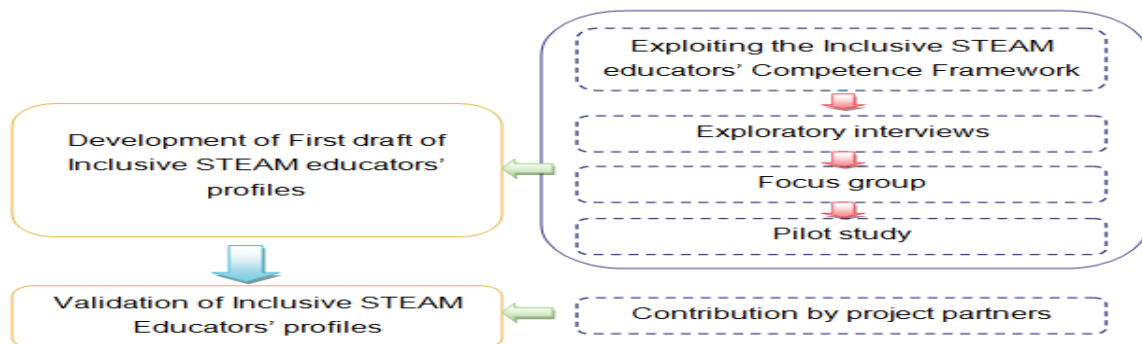 Exploiting the Inclusive STEAM
educators' Competence Framework
Exploratory interviews
Focus group
Pilot study
Development of First draft of
Inclusive STEAM educators'
profiles
Validation of Inclusive STEAM
Educators' profiles
Contribution by project partners